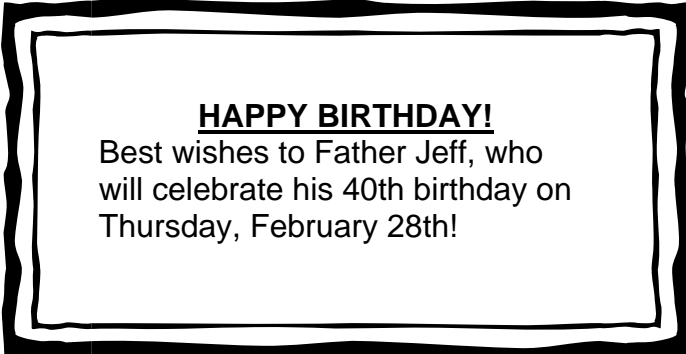 HAPPY BIRTHDAY!
Best wishes to Father Jeff, who
will celebrate his 40th birthday on
Thursday, February 28th!